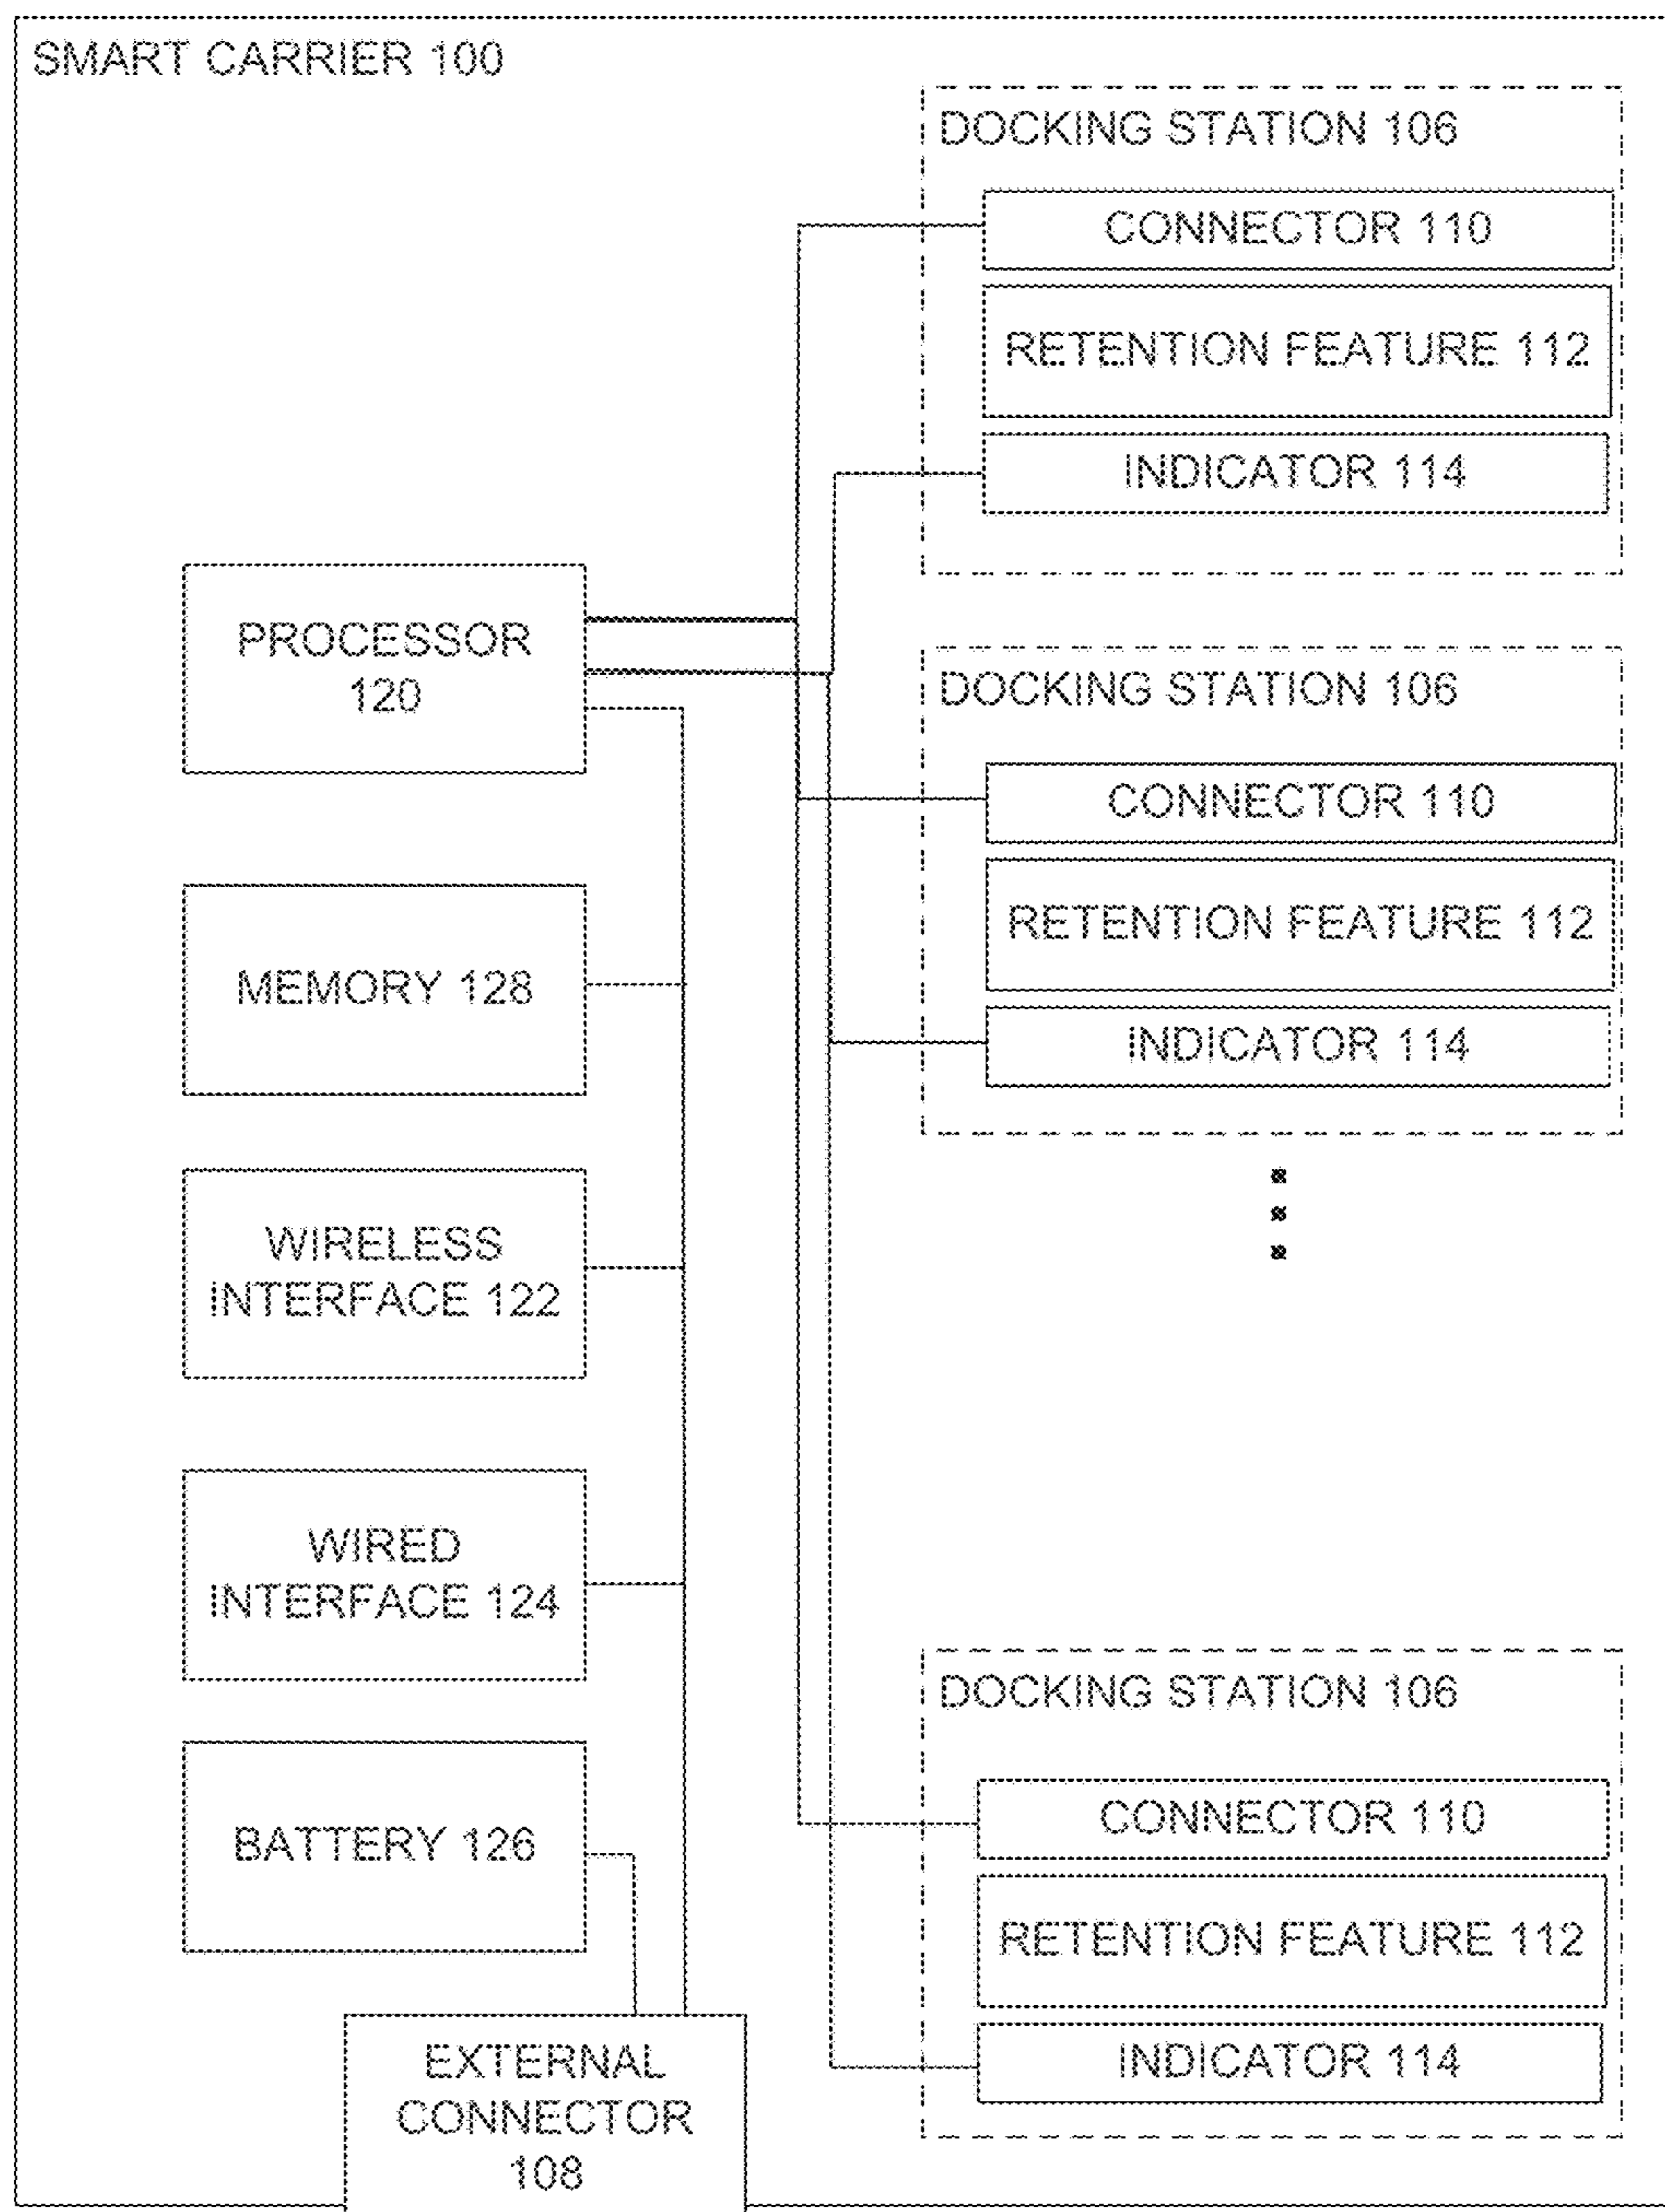 SMART CARRIER 100
DOCKING STATION 106
CONNECTOR 110
RETENTION FEATURE 112
INDICATOR 114
PROCESSOR
120
DOCKING STATION 106
CONNECTOR 110
RETENTION FEATURE 112
INDICATOR 114
MEMORY 128
WIRELESS
INTERFACE 122
WIRED
INTERFACE 124
BATTERY 126
EXTERNAL
CONNECTOR
108
DOCKING STATION 106
CONNECTOR 110
RETENTION FEATURE 112
INDICATOR 114